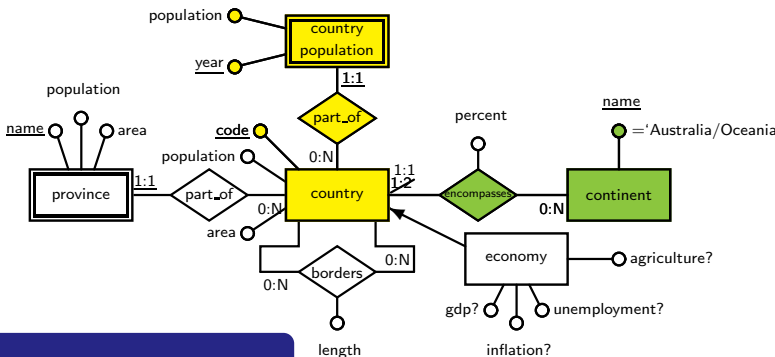 population
country
population
year
1:1
population
name
part_of
code
percent
name
area
='Australia/Oceania
population
0:N
1:1
1:2
province
1:1
part_of
country
encompasses
continent
0:N
0:N
area
0:N
0:N
borders
economy
agriculture?
gdp?
unemployment?
length
inflation?